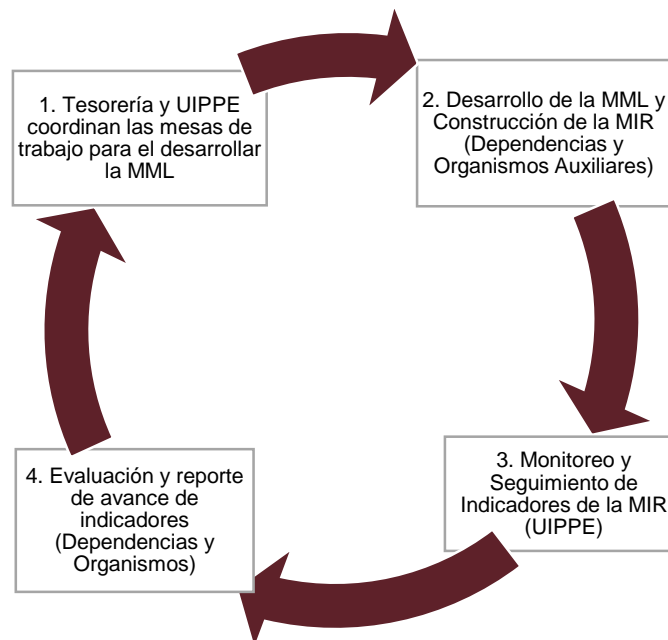 1. Tesorería y UIPPE
coordinan las mesas de
trabajo para el desarrollar
la MML
2. Desarrollo de la MML y
Construcción de la MIR
(Dependencias y
Organismos Auxiliares)
3. Monitoreo y
Seguimiento de
Indicadores de la MIR
(UIPPE)
4. Evaluación y reporte
de avance de
indicadores
(Dependencias y
Organismos)